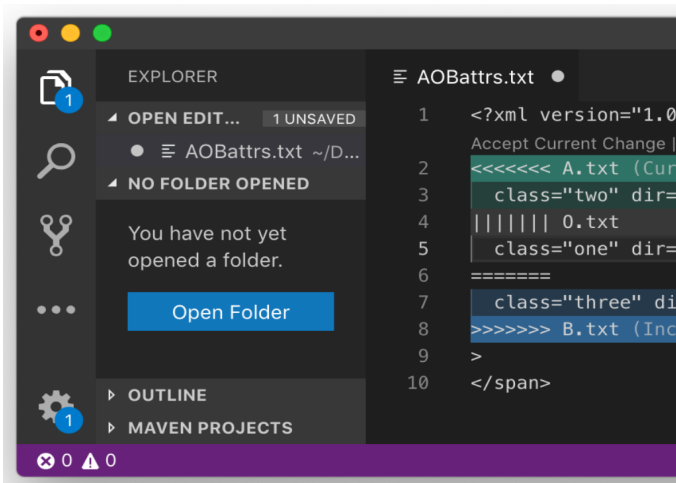 EXPLORER
OPEN EDIT... 1 UNSAVED
AOBattrs.txt ~/D...
NO FOLDER OPENED
You have not yet
opened a folder.
Open Folder
OUTLINE
MAVEN PROJECTS
1
1
0 0
AOBattrs.txt
1 <?xml version="1.0
Accept Current Change |
2 <<<<<<< A.txt (Cur
3 class="two" dir=
4 ||||||| O.txt
5 class="one" dir=
6 =======
7 class="three" di
8 >>>>>>> B.txt (Inc
9 >
10 </span>